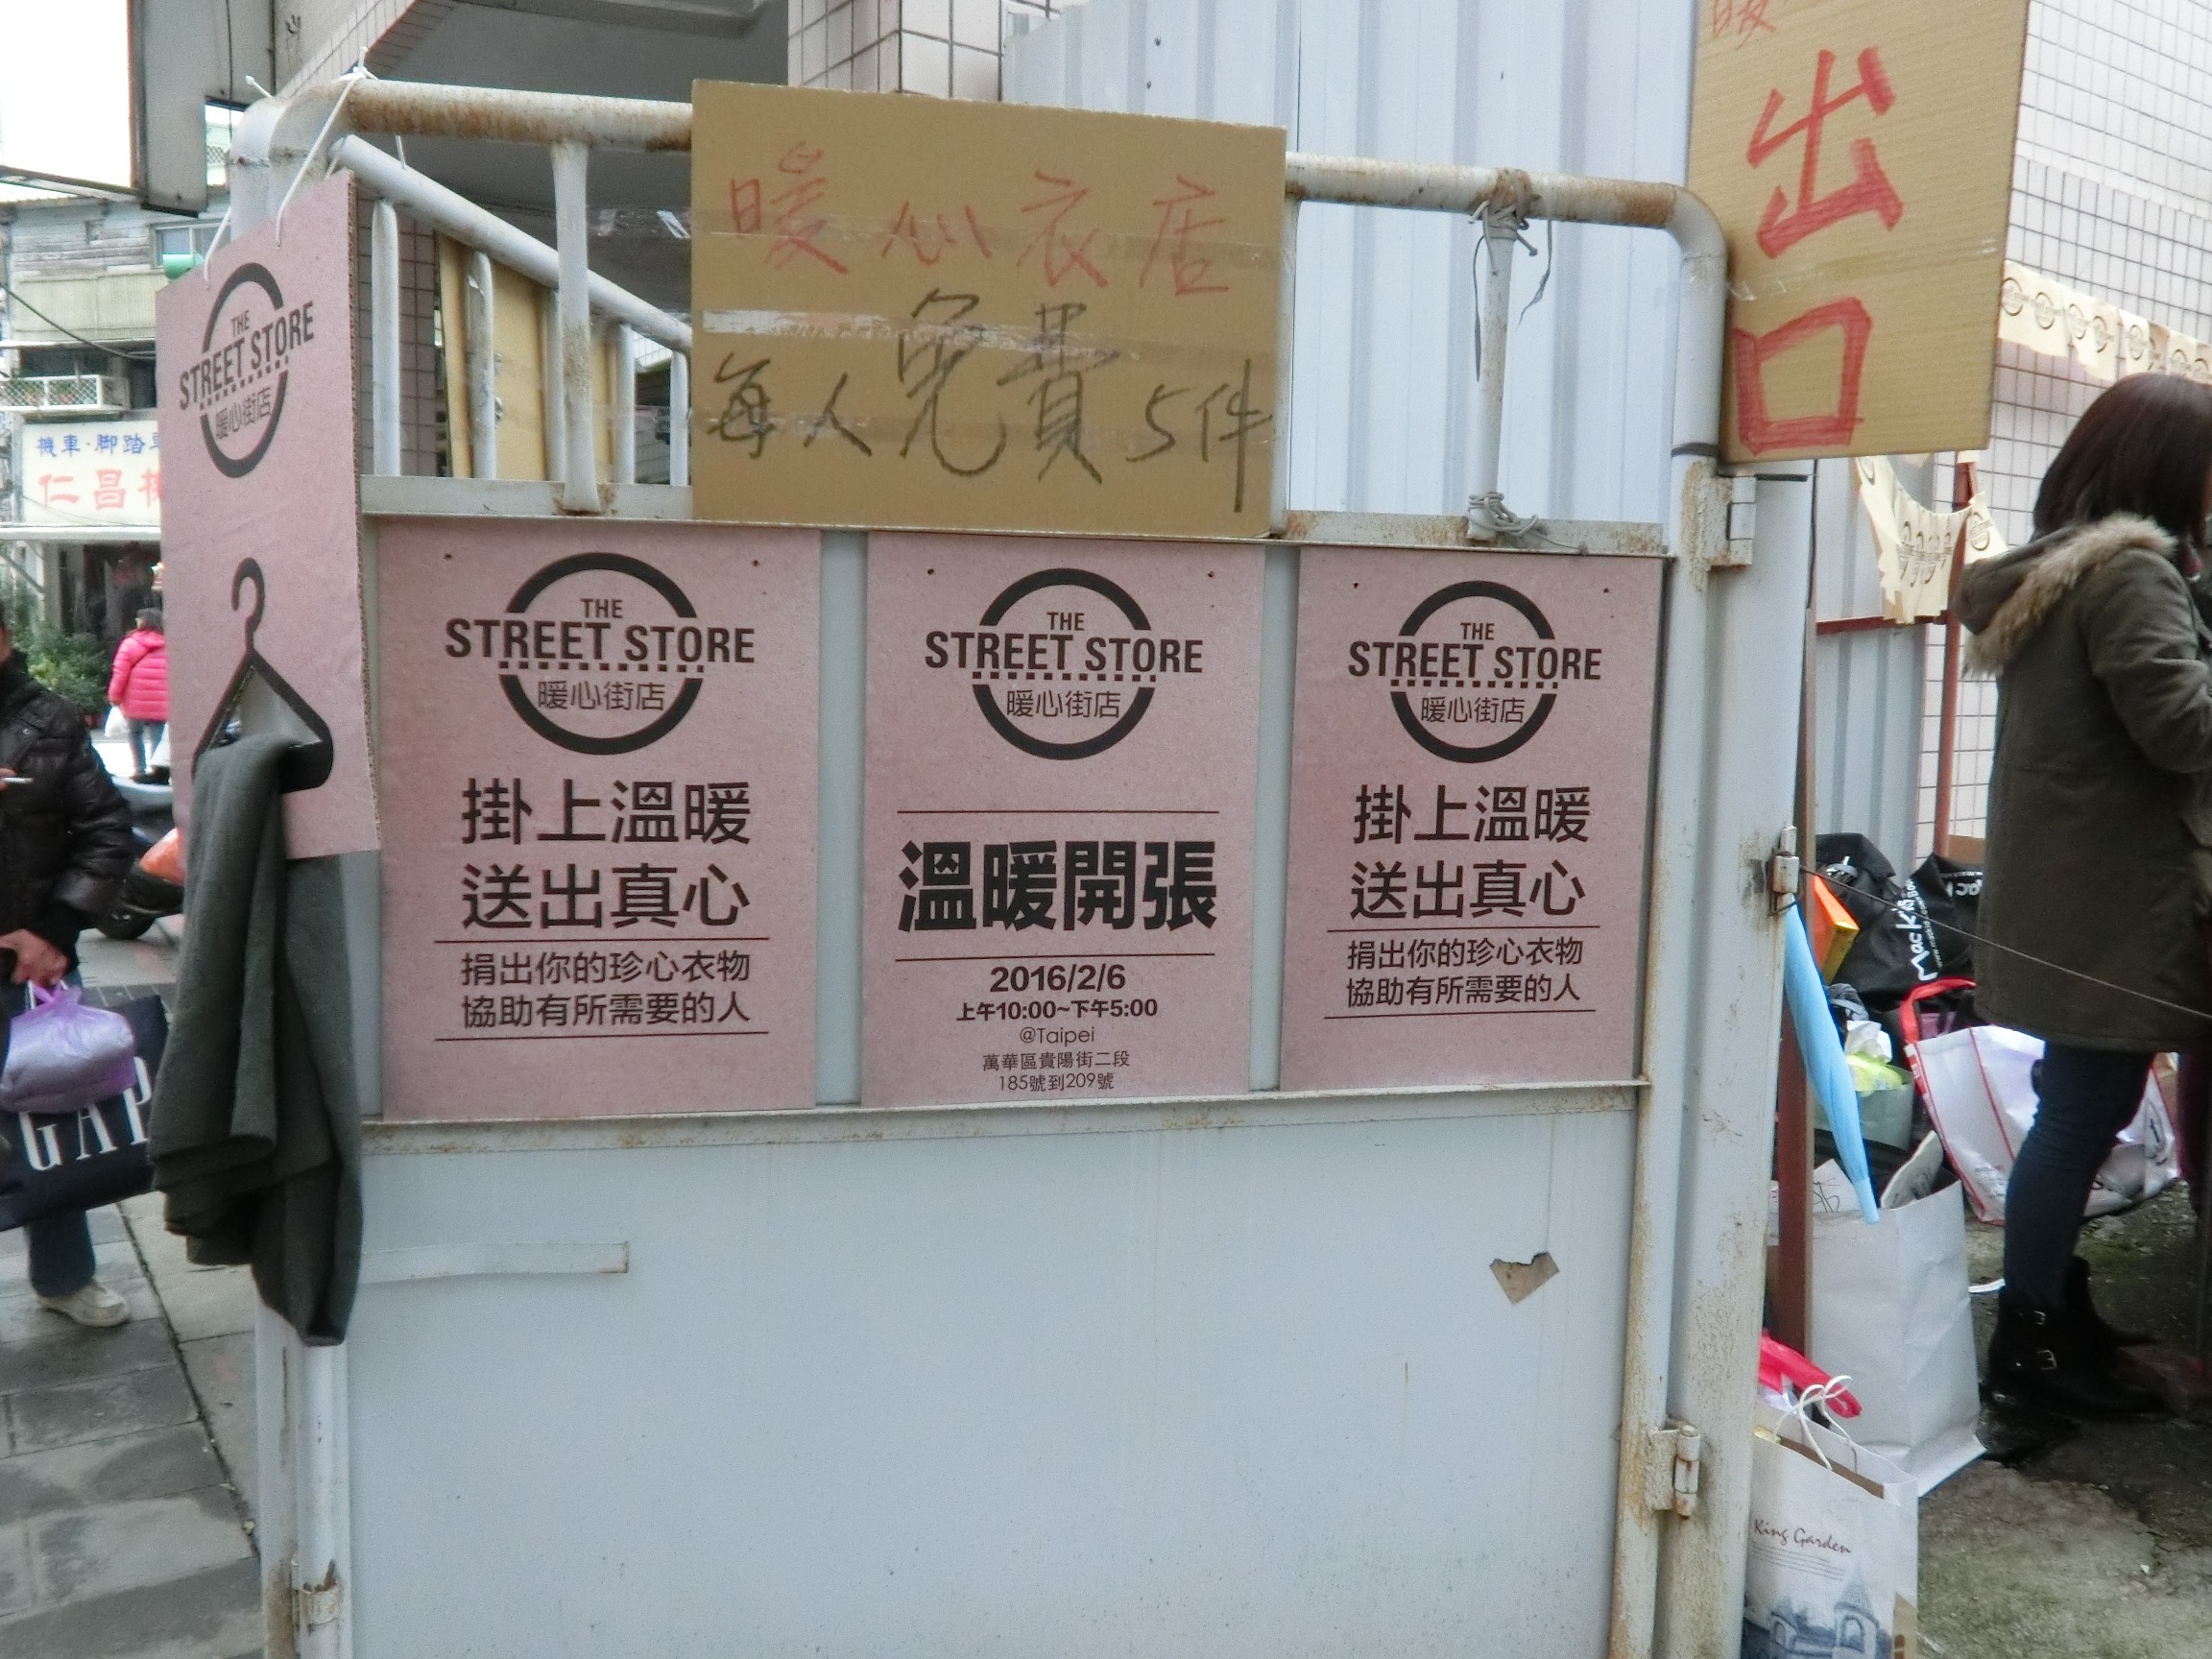 暖心衣店
每人免費5件
暖
出
口
THE
STREET STORE
暖心街店
機車·腳踏
仁昌
THE
STREET STORE
暖心街店
掛上溫暖
送出真心
捐出你的珍心衣物
協助有所需要的人
THE
STREET STORE
暖心街店
溫暖開張
2016/2/6
上午10:00~下午5:00
@Taipei
萬華區貴陽街二段
185號到209號
THE
STREET STORE
暖心街店
掛上溫暖
送出真心
捐出你的珍心衣物
協助有所需要的人
GAP
King Garden